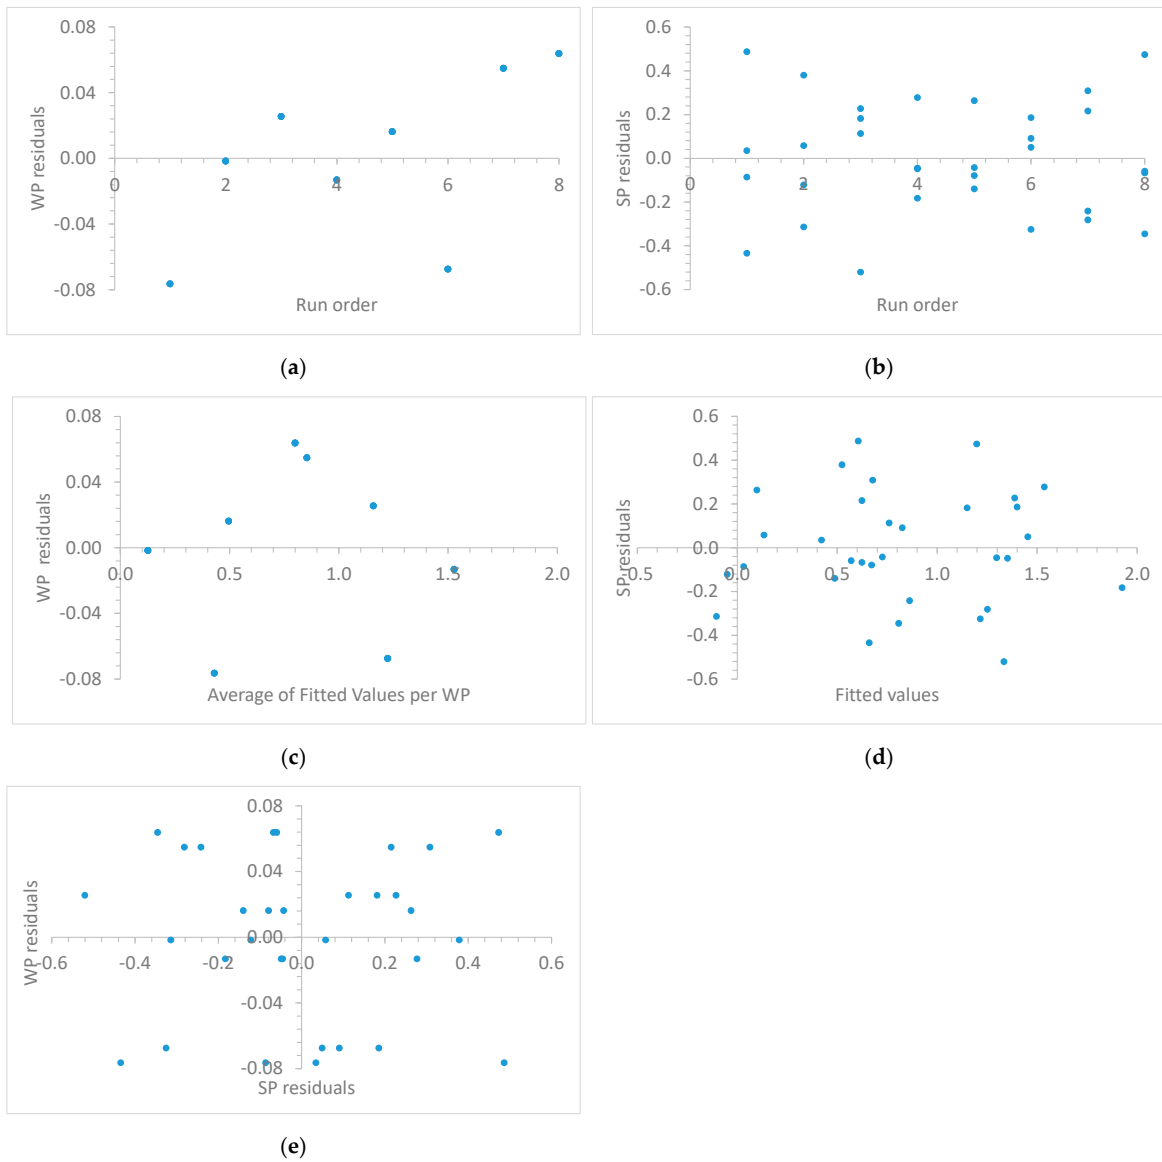 0.08
0.04
0.00
-0.04
-0.08
0 2 4 6 8
WP residuals
Run order
(a)
0.6
0.4
0.2
0.0
-0.2
-0.4
-0.6
0 2 4 6 8
SP residuals
Run order
(b)
0.08
0.04
0.00
-0.04
-0.08
0.0 0.5 1.0 1.5 2.0
WP residuals
Average of Fitted Values per WP
(c)
0.6
0.4
0.2
0.0
-0.2
-0.4
-0.6
-0.5 0.0 0.5 1.0 1.5 2.0
SP residuals
Fitted values
(d)
0.08
0.04
0.00
-0.04
-0.08
-0.6 -0.4 -0.2 0.0 0.2 0.4 0.6
WP residuals
SP residuals
(e)